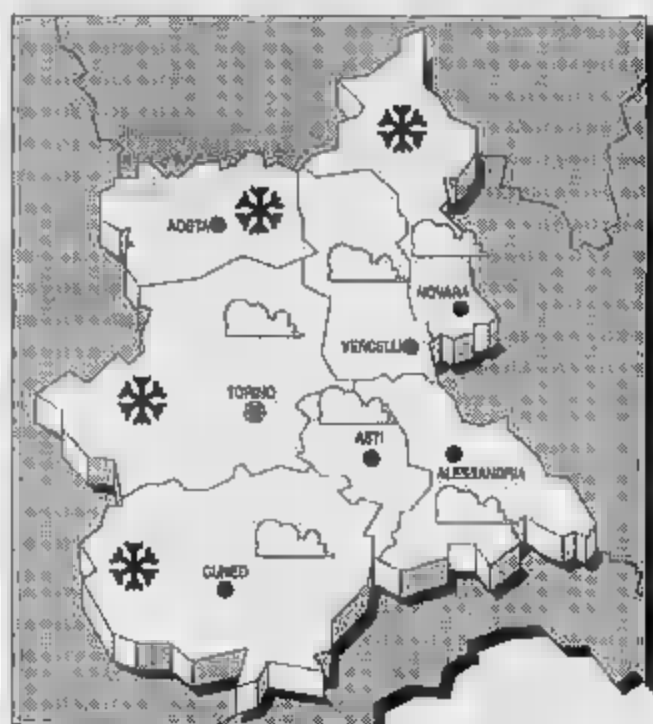 AOSTA
NOVARA
VERCELLI
TORINO
ASTI
ALESSANDRIA
CUNEO